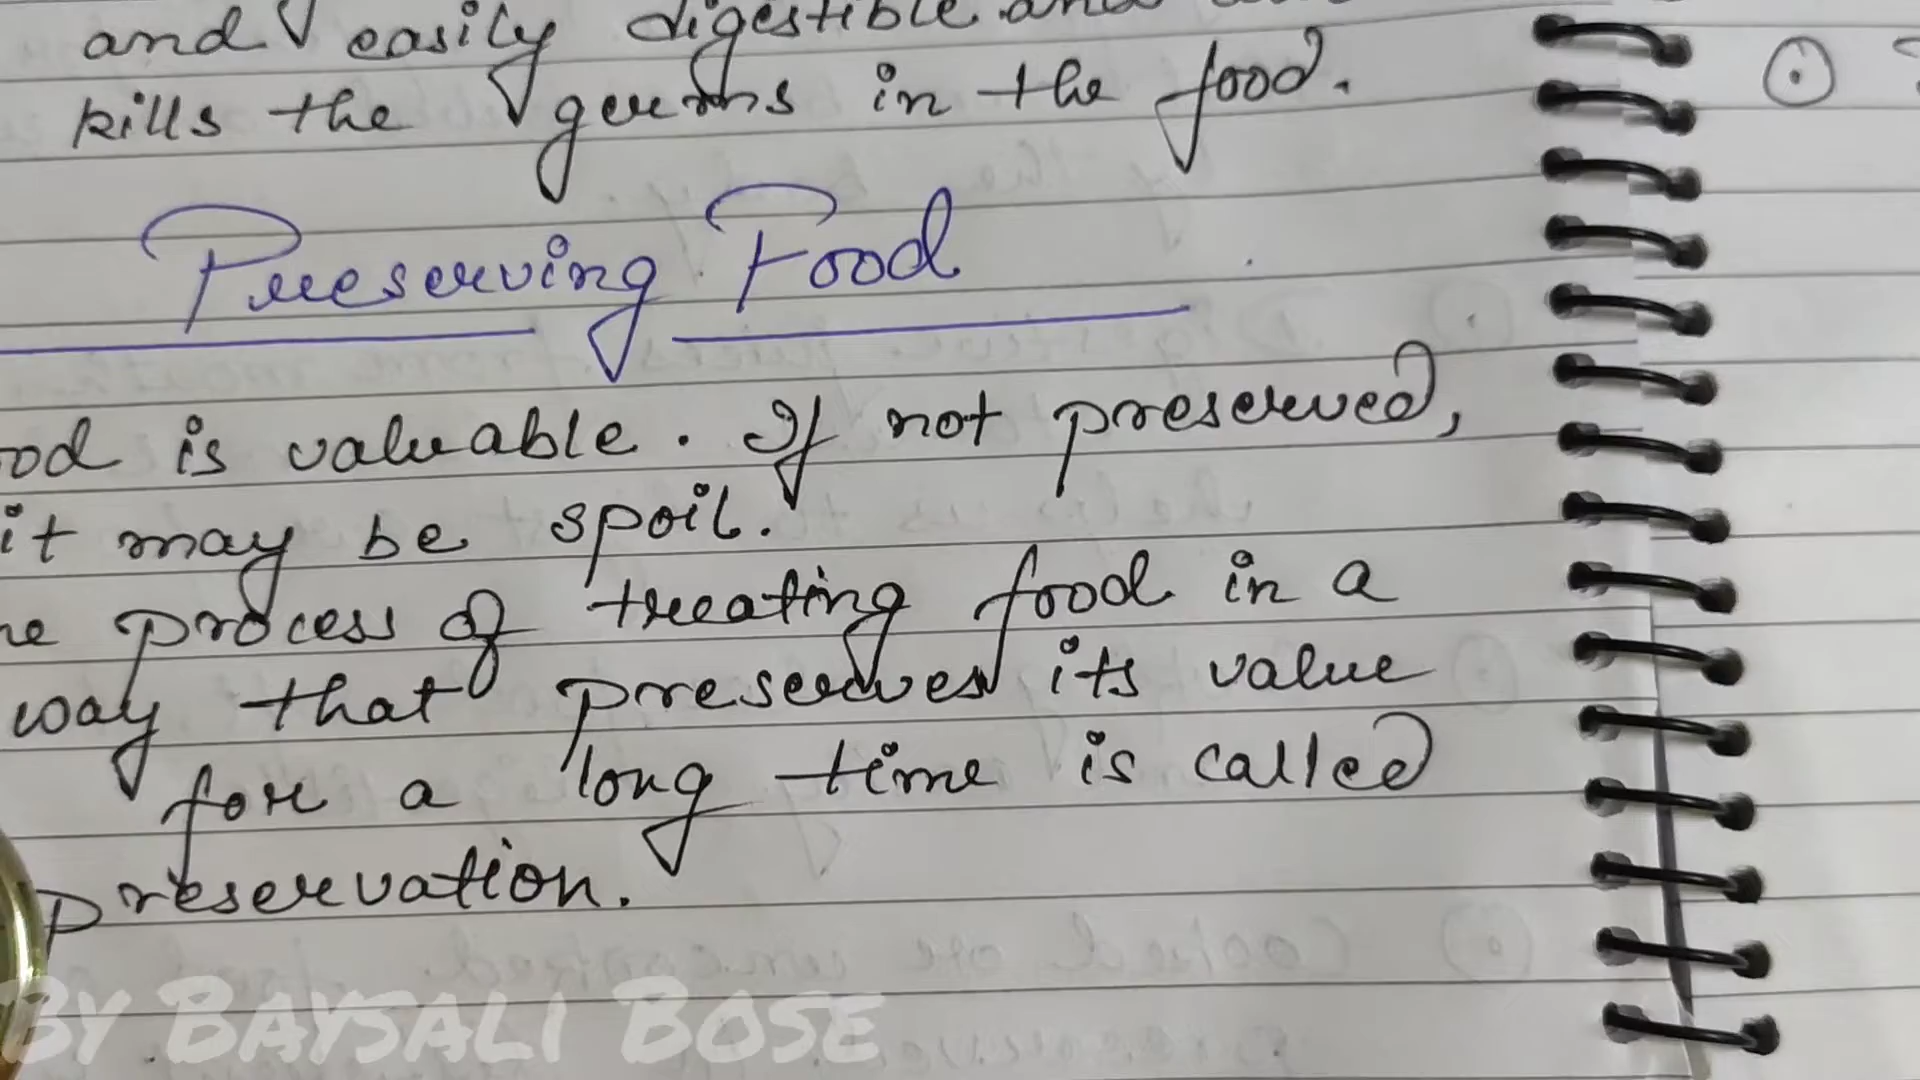 and easily digestible and
kills the germs in the food.
Preserving Food
od is valuable. If not preserved,
it may be spoil.
he process of treating food in a
way that preserves its value
for a long time is called
preservation.
By Baysali Bose